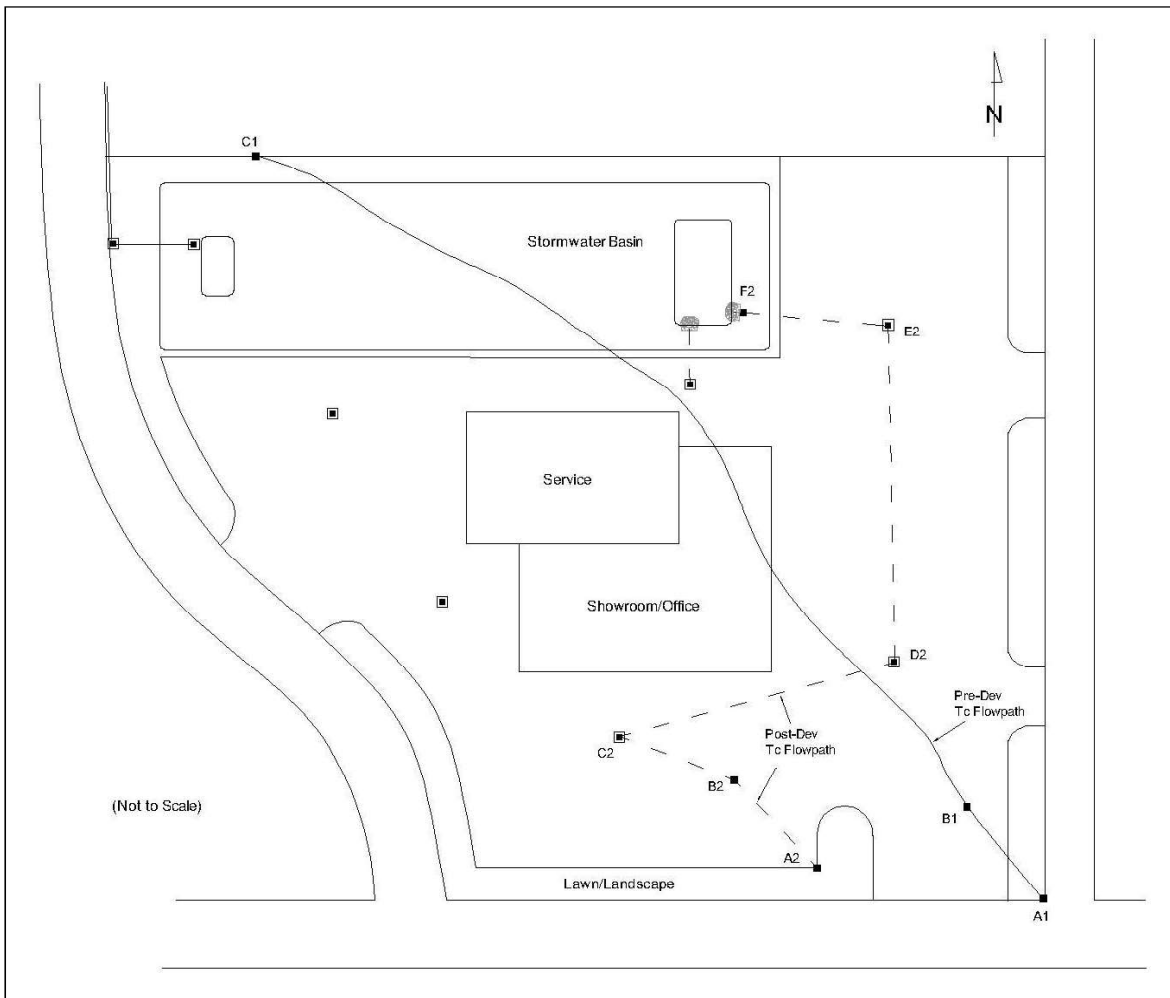 N
C1
Stormwater Basin
F2
E2
Service
Showroom/Office
D2
Pre-Dev
Tc Flowpath
Post-Dev
Tc Flowpath
C2
B2
(Not to Scale)
B1
A2
Lawn/Landscape
A1